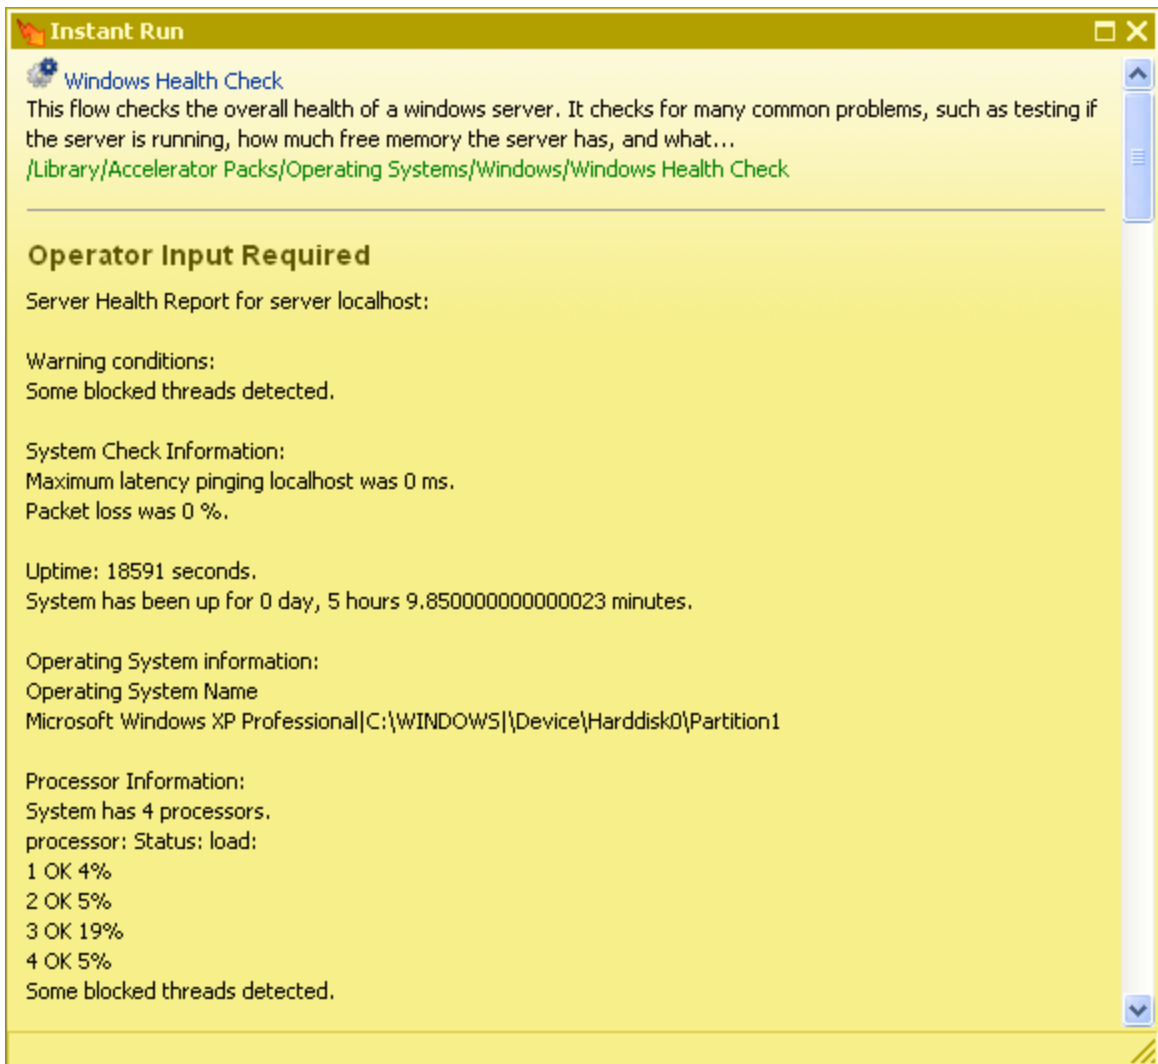 Instant Run
Windows Health Check
This flow checks the overall health of a windows server. It checks for many common problems, such as testing if
the server is running, how much free memory the server has, and what...
/Library/Accelerator Packs/Operating Systems/Windows/Windows Health Check
Operator Input Required
Server Health Report for server localhost:
Warning conditions:
Some blocked threads detected.
System Check Information:
Maximum latency pinging localhost was 0 ms.
Packet loss was 0 %.
Uptime: 18591 seconds.
System has been up for 0 day, 5 hours 9.850000000000023 minutes.
Operating System information:
Operating System Name
Microsoft Windows XP Professional|C:\WINDOWS|\Device\Harddisk0\Partition1
Processor Information:
System has 4 processors.
processor: Status: load:
1 OK 4%
2 OK 5%
3 OK 19%
4 OK 5%
Some blocked threads detected.